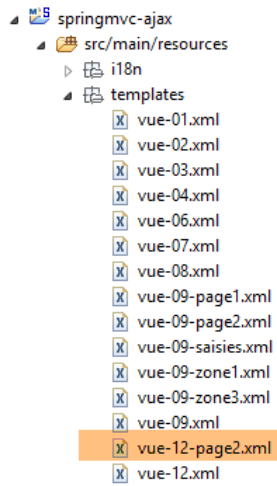 springmvc-ajax
src/main/resources
i18n
templates
vue-01.xml
vue-02.xml
vue-03.xml
vue-04.xml
vue-06.xml
vue-07.xml
vue-08.xml
vue-09-page1.xml
vue-09-page2.xml
vue-09-saisies.xml
vue-09-zone1.xml
vue-09-zone3.xml
vue-09.xml
vue-12-page2.xml
vue-12.xml